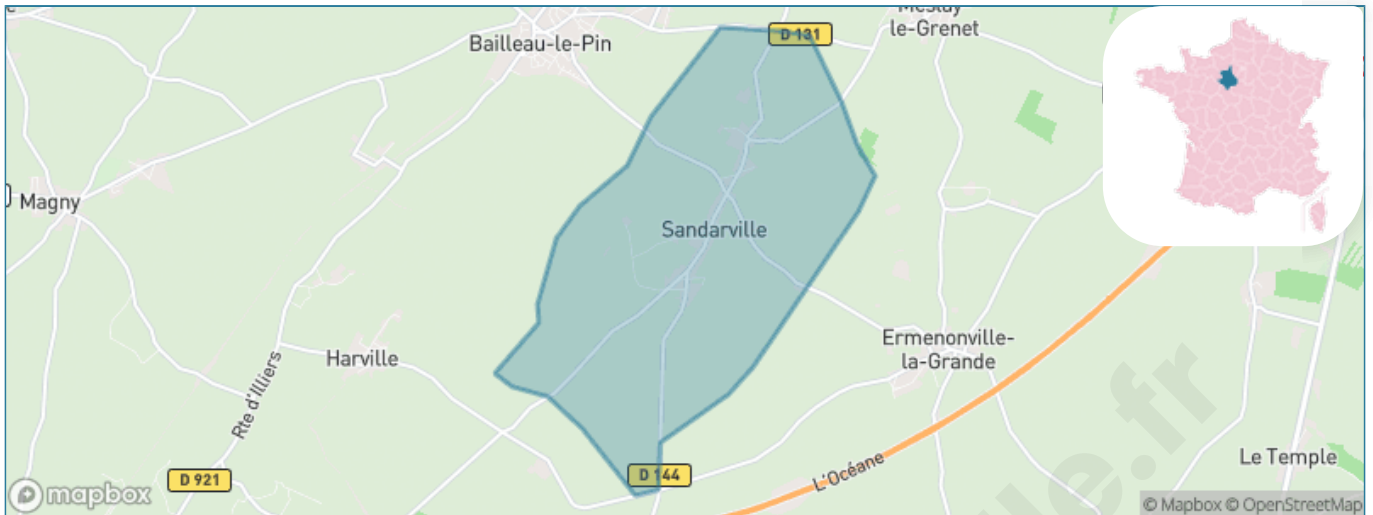 le-Grenet
D 131
Bailleau-le-Pin
Magny
Sandarville
Ermenonville-
la-Grande
Harville
Rte d'Illiers
D 921
D 144
L'Océane
Le Temple
mapbox
© Mapbox © OpenStreetMap